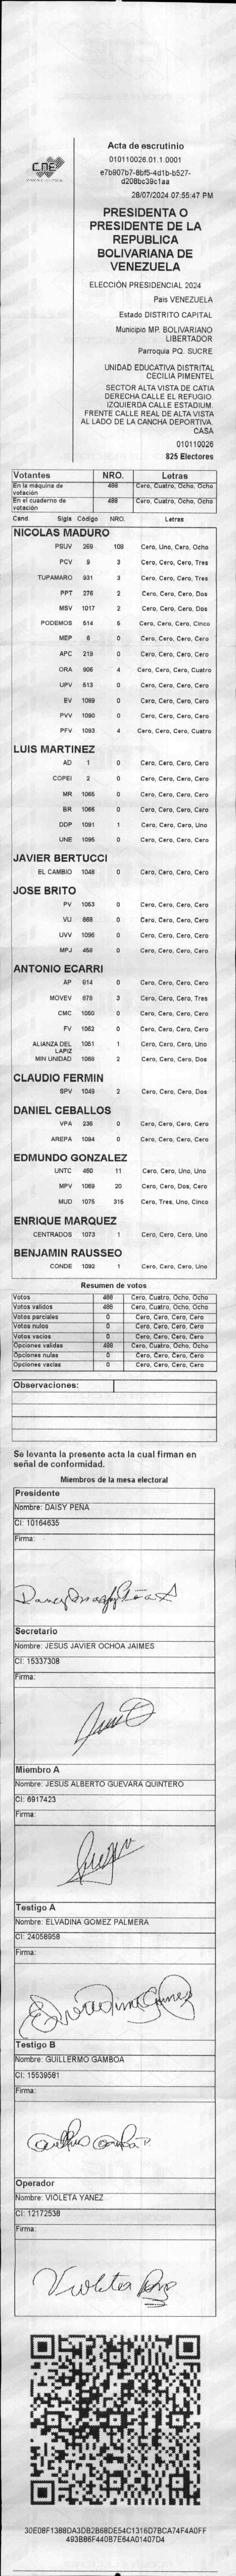 CNE
Acta de escrutinio
010110026.01.1.0001
e7b907b7-8bf5-4d1b-b527-
d208bc39c1aa
28/07/2024 07:55:47 PM
PRESIDENTA O
PRESIDENTE DE LA
REPUBLICA
BOLIVARIANA DE
VENEZUELA
ELECCIÓN PRESIDENCIAL 2024
Pais VENEZUELA
Estado DISTRITO CAPITAL
Municipio MP. BOLIVARIANO
LIBERTADOR
Parroquia PQ. SUCRE
UNIDAD EDUCATIVA DISTRITAL
CECILIA PIMENTEL
SECTOR ALTA VISTA DE CATIA
DERECHA CALLE EL REFUGIO.
IZQUIERDA CALLE ESTADIUM.
FRENTE CALLE REAL DE ALTA VISTA
AL LADO DE LA CANCHA DEPORTIVA.
CASA
010110026
825 Electores
Votantes NRO. Letras
En la máquina de votación 488 Cero, Cuatro, Ocho, Ocho
En el cuaderno de votación 488 Cero, Cuatro, Ocho, Ocho
Cand. Sigla Código NRO. Letras
NICOLAS MADURO
PSUV 269 108 Cero, Uno, Cero, Ocho
PCV 9 3 Cero, Cero, Cero, Tres
TUPAMARO 931 3 Cero, Cero, Cero, Tres
PPT 276 2 Cero, Cero, Cero, Dos
MSV 1017 2 Cero, Cero, Cero, Dos
PODEMOS 514 5 Cero, Cero, Cero, Cinco
MEP 6 0 Cero, Cero, Cero, Cero
APC 219 0 Cero, Cero, Cero, Cero
ORA 906 4 Cero, Cero, Cero, Cuatro
UPV 513 0 Cero, Cero, Cero, Cero
EV 1089 0 Cero, Cero, Cero, Cero
PVV 1090 0 Cero, Cero, Cero, Cero
PFV 1093 4 Cero, Cero, Cero, Cuatro
LUIS MARTINEZ
AD 1 0 Cero, Cero, Cero, Cero
COPEI 2 0 Cero, Cero, Cero, Cero
MR 1065 0 Cero, Cero, Cero, Cero
BR 1066 0 Cero, Cero, Cero, Cero
DDP 1091 1 Cero, Cero, Cero, Uno
UNE 1095 0 Cero, Cero, Cero, Cero
JAVIER BERTUCCI
EL CAMBIO 1048 0 Cero, Cero, Cero, Cero
JOSE BRITO
PV 1053 0 Cero, Cero, Cero, Cero
VU 868 0 Cero, Cero, Cero, Cero
UVV 1096 0 Cero, Cero, Cero, Cero
MPJ 458 0 Cero, Cero, Cero, Cero
ANTONIO ECARRI
AP 814 0 Cero, Cero, Cero, Cero
MOVEV 678 3 Cero, Cero, Cero, Tres
CMC 1050 0 Cero, Cero, Cero, Cero
FV 1062 0 Cero, Cero, Cero, Cero
ALIANZA DEL LAPIZ 1051 1 Cero, Cero, Cero, Uno
MIN UNIDAD 1068 2 Cero, Cero, Cero, Dos
CLAUDIO FERMIN
SPV 1049 2 Cero, Cero, Cero, Dos
DANIEL CEBALLOS
VPA 236 0 Cero, Cero, Cero, Cero
AREPA 1094 0 Cero, Cero, Cero, Cero
EDMUNDO GONZALEZ
UNTC 460 11 Cero, Cero, Uno, Uno
MPV 1069 20 Cero, Cero, Dos, Cero
MUD 1075 315 Cero, Tres, Uno, Cinco
ENRIQUE MARQUEZ
CENTRADOS 1073 1 Cero, Cero, Cero, Uno
BENJAMIN RAUSSEO
CONDE 1092 1 Cero, Cero, Cero, Uno
Resumen de votos
Votos 488 Cero, Cuatro, Ocho, Ocho
Votos validos 488 Cero, Cuatro, Ocho, Ocho
Votos parciales 0 Cero, Cero, Cero, Cero
Votos nulos 0 Cero, Cero, Cero, Cero
Votos vacios 0 Cero, Cero, Cero, Cero
Opciones validas 488 Cero, Cuatro, Ocho, Ocho
Opciones nulas 0 Cero, Cero, Cero, Cero
Opciones vacias 0 Cero, Cero, Cero, Cero
Observaciones:
Se levanta la presente acta la cual firman en
señal de conformidad.
Miembros de la mesa electoral
Presidente
Nombre: DAISY PEÑA
CI: 10164635
Firma:
Secretario
Nombre: JESUS JAVIER OCHOA JAIMES
CI: 15337308
Firma:
Miembro A
Nombre: JESUS ALBERTO GUEVARA QUINTERO
CI: 6917423
Firma:
Testigo A
Nombre: ELVADINA GOMEZ PALMERA
CI: 24058958
Firma:
Testigo B
Nombre: GUILLERMO GAMBOA
CI: 15539581
Firma:
Operador
Nombre: VIOLETA YANEZ
CI: 12172538
Firma:
30E08F1388DA3DB2B68DE54C1316D7BCA74F4A0FF
493B86F440B7E64A01407D4